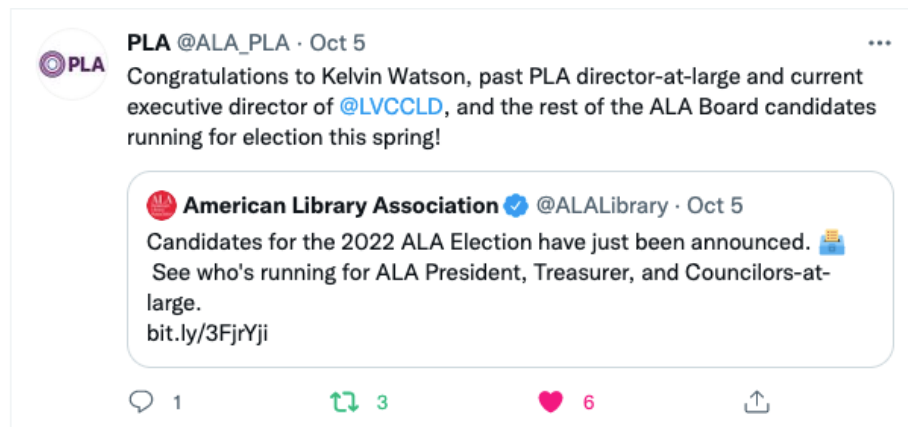 PLA @ALA_PLA · Oct 5
PLA
Congratulations to Kelvin Watson, past PLA director-at-large and current
executive director of @LVCCLD, and the rest of the ALA Board candidates
running for election this spring!
American Library Association @ALALibrary · Oct 5
Candidates for the 2022 ALA Election have just been announced.
See who's running for ALA President, Treasurer, and Councilors-at-
large.
bit.ly/3FjrYji
1 3 6